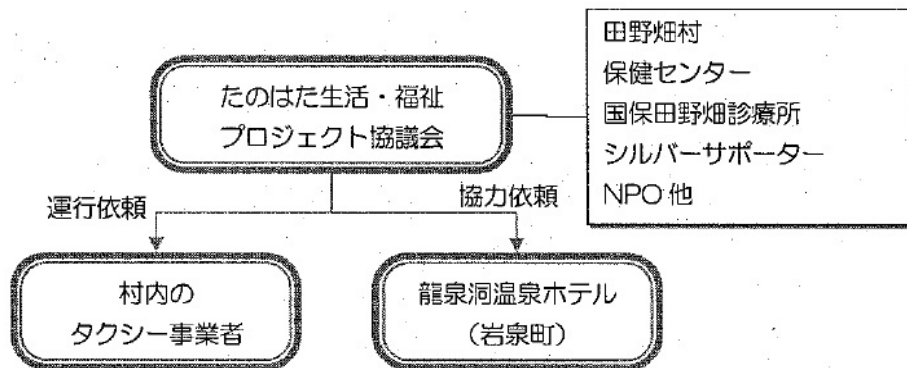 たのはた生活・福祉
プロジェクト協議会
田野畑村
保健センター
国保田野畑診療所
シルバーサポーター
NPO 他
運行依頼
協力依頼
村内の
タクシー事業者
龍泉洞温泉ホテル
（岩泉町）